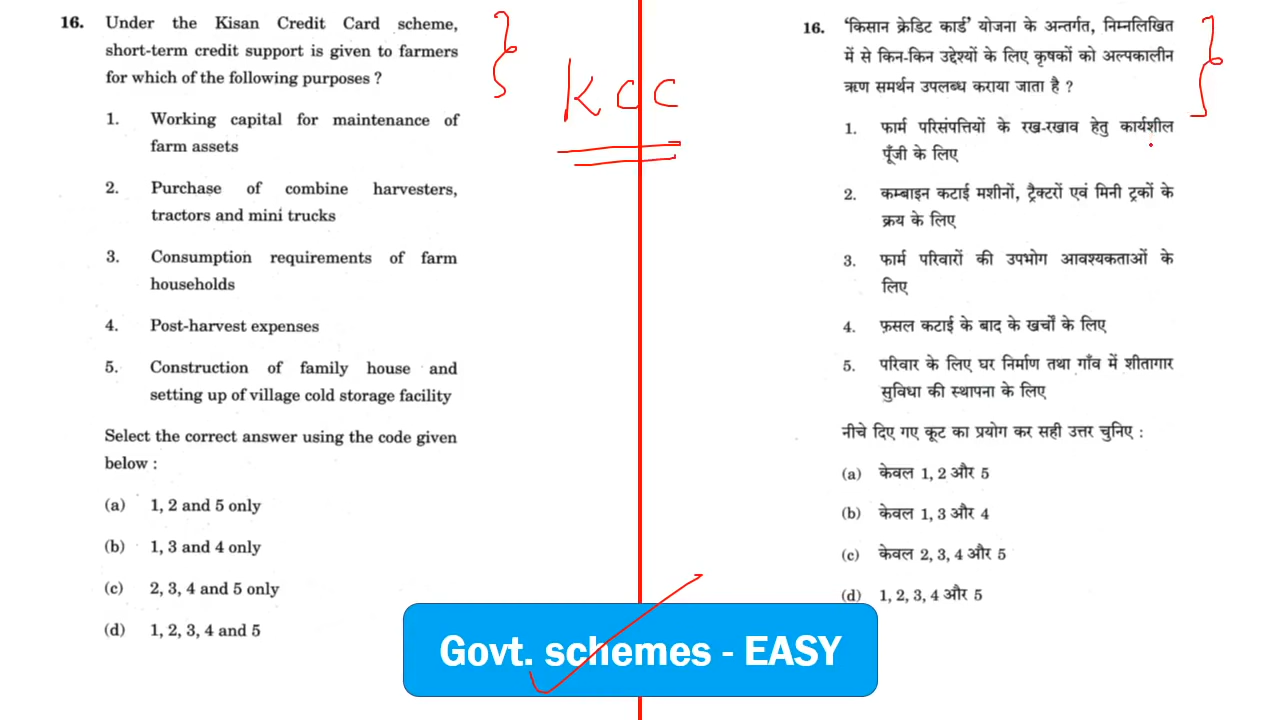 16. Under the Kisan Credit Card scheme,
short-term credit support is given to farmers
for which of the following purposes ?
1. Working capital for maintenance of
farm assets
2. Purchase of combine harvesters,
tractors and mini trucks
3. Consumption requirements of farm
households
4. Post-harvest expenses
5. Construction of family house and
setting up of village cold storage facility
Select the correct answer using the code given
below :
(a) 1, 2 and 5 only
(b) 1, 3 and 4 only
(c) 2, 3, 4 and 5 only
(d) 1, 2, 3, 4 and 5
KCC
16. ‘किसान क्रेडिट कार्ड’ योजना के अन्तर्गत, निम्नलिखित
में से किन-किन उद्देश्यों के लिए कृषकों को अल्पकालीन
ऋण समर्थन उपलब्ध कराया जाता है ?
1. फार्म परिसंपत्तियों के रख-रखाव हेतु कार्यशील
पूँजी के लिए
2. कम्बाइन कटाई मशीनों, ट्रैक्टरों एवं मिनी ट्रकों के
क्रय के लिए
3. फार्म परिवारों की उपभोग आवश्यकताओं के
लिए
4. फ़सल कटाई के बाद के खर्चों के लिए
5. परिवार के लिए घर निर्माण तथा गाँव में शीतागार
सुविधा की स्थापना के लिए
नीचे दिए गए कूट का प्रयोग कर सही उत्तर चुनिए :
(a) केवल 1, 2 और 5
(b) केवल 1, 3 और 4
(c) केवल 2, 3, 4 और 5
(d) 1, 2, 3, 4 और 5
Govt. schemes - EASY